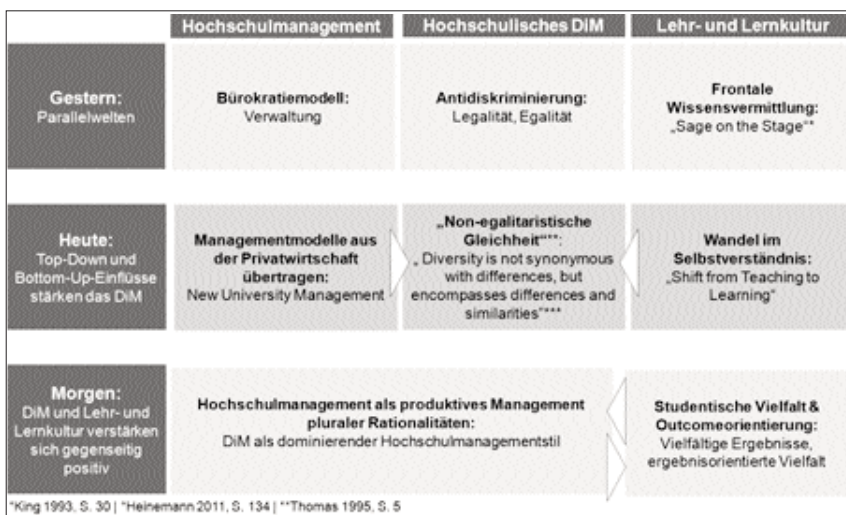 Hochschulmanagement
Hochschulisches DiM
Lehr- und Lernkultur
Gestern:
Parallelwelten
Bürokratiemodell:
Verwaltung
Antidiskriminierung:
Legalität, Egalität
Frontale
Wissensvermittlung:
„Sage on the Stage“*
Heute:
Top-Down und
Bottom-Up-Einflüsse
stärken das DiM
Managementmodelle aus
der Privatwirtschaft
übertragen:
New University Management
„Non-egalitaristische
Gleichheit“**:
„ Diversity is not synonymous
with differences, but
encompasses differences and
similarities“***
Wandel im
Selbstverständnis:
„Shift from Teaching to
Learning“
Morgen:
DiM und Lehr- und
Lernkultur verstärken
sich gegenseitig
positiv
Hochschulmanagement als produktives Management
pluraler Rationalitäten:
DiM als dominierender Hochschulmanagementstil
Studentische Vielfalt &
Outcomeorientierung:
Vielfältige Ergebnisse,
ergebnisorientierte Vielfalt
*King 1993, S. 30 | *Heinemann 2011, S. 134 | **Thomas 1995, S. 5